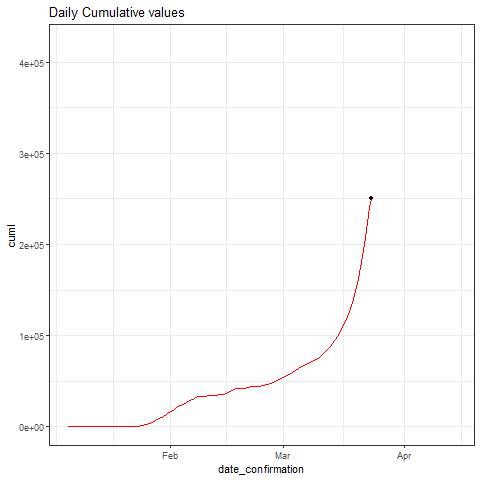 Daily Cumulative values
4e+05
3e+05
2e+05
1e+05
0e+00
cuml
Feb
Mar
Apr
date_confirmation